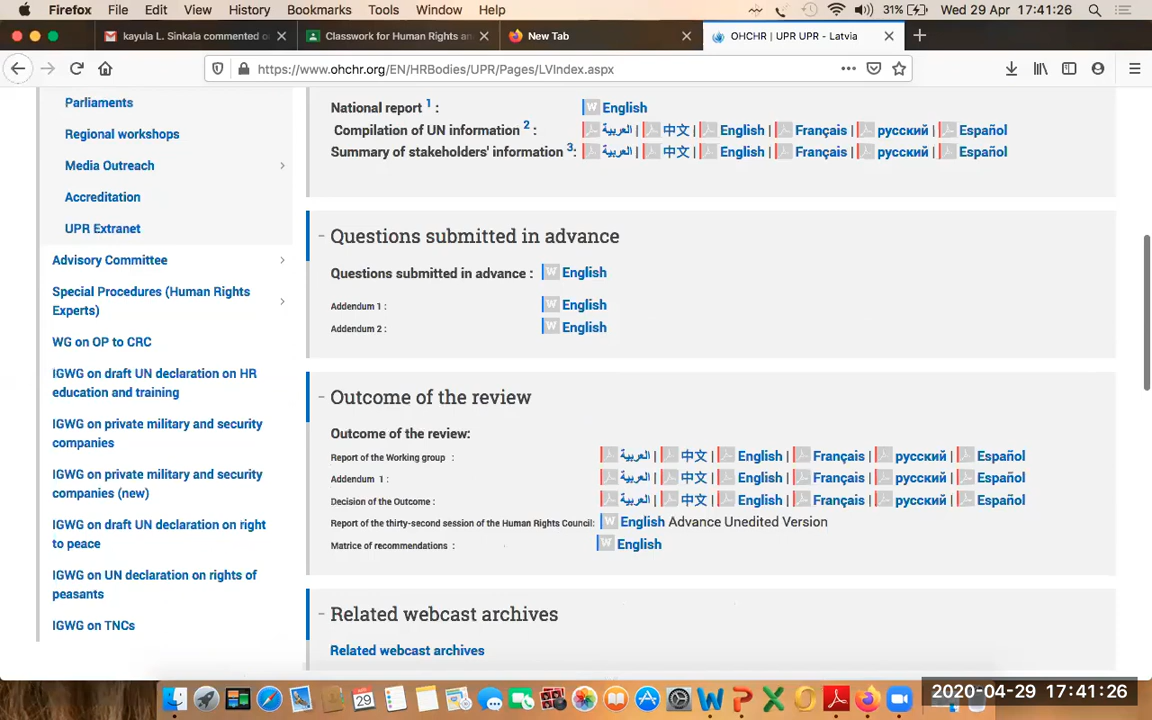 Firefox File Edit View History Bookmarks Tools Window Help 31% Wed 29 Apr 17:41:26
kayula L. Sinkala commented o
Classwork for Human Rights an
New Tab
OHCHR | UPR UPR - Latvia
https://www.ohchr.org/EN/HRBodies/UPR/Pages/LVIndex.aspx
Parliaments
Regional workshops
Media Outreach
Accreditation
UPR Extranet
Advisory Committee
Special Procedures (Human Rights
Experts)
WG on OP to CRC
IGWG on draft UN declaration on HR
education and training
IGWG on private military and security
companies
IGWG on private military and security
companies (new)
IGWG on draft UN declaration on right
to peace
IGWG on UN declaration on rights of
peasants
IGWG on TNCs
National report 1 : English
Compilation of UN information 2 : العربية | 中文 | English | Français | русский | Español
Summary of stakeholders' information 3: العربية | 中文 | English | Français | русский | Español
- Questions submitted in advance
Questions submitted in advance : English
Addendum 1 : English
Addendum 2 : English
- Outcome of the review
Outcome of the review:
Report of the Working group : العربية | 中文 | English | Français | русский | Español
Addendum 1 : العربية | 中文 | English | Français | русский | Español
Decision of the Outcome : العربية | 中文 | English | Français | русский | Español
Report of the thirty-second session of the Human Rights Council: English Advance Unedited Version
Matrice of recommendations : English
- Related webcast archives
Related webcast archives
29
2020-04-29 17:41:26